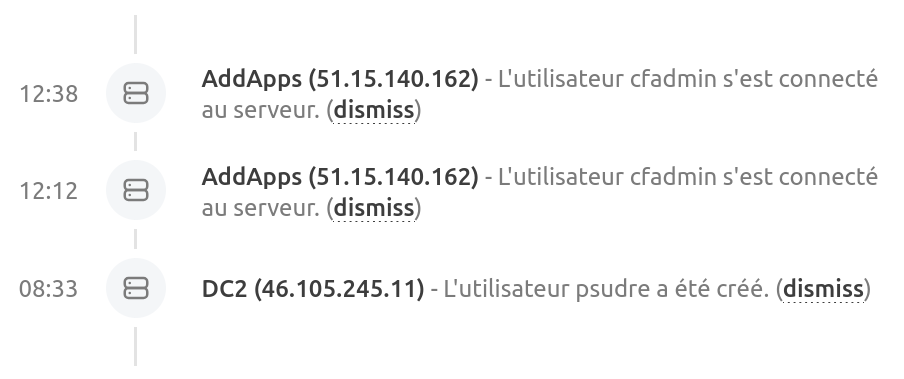 12:38
AddApps (51.15.140.162) - L'utilisateur cfadmin s'est connecté
au serveur. (dismiss)
12:12
AddApps (51.15.140.162) - L'utilisateur cfadmin s'est connecté
au serveur. (dismiss)
08:33
DC2 (46.105.245.11) - L'utilisateur psudre a été créé. (dismiss)